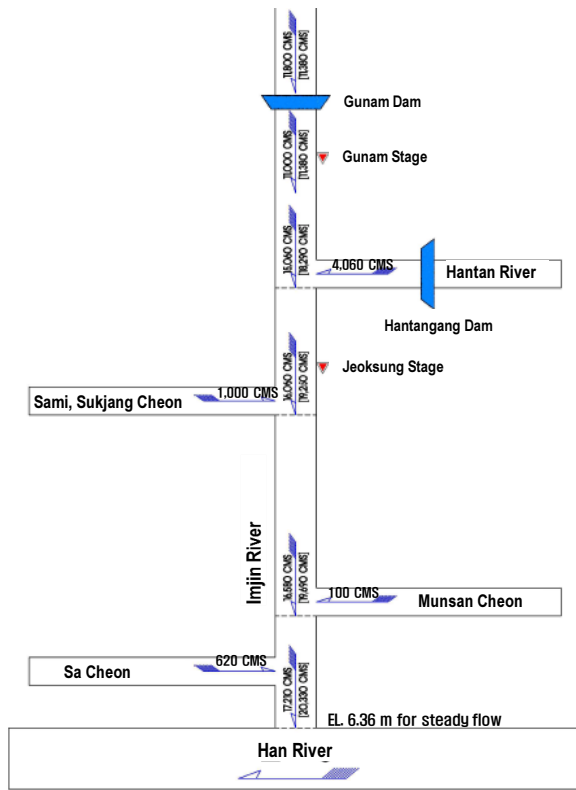 11,800 CMS
[11,380 CMS]
Gunam Dam
11,000 CMS
[11,380 CMS]
Gunam Stage
15,060 CMS
[18,290 CMS]
4,060 CMS
Hantan River
Hantangang Dam
16,060 CMS
[19,260 CMS]
Jeoksung Stage
1,000 CMS
Sami, Sukjang Cheon
Imjin River
16,580 CMS
[19,690 CMS]
100 CMS
Munsan Cheon
620 CMS
Sa Cheon
17,210 CMS
[20,330 CMS]
EL. 6.36 m for steady flow
Han River